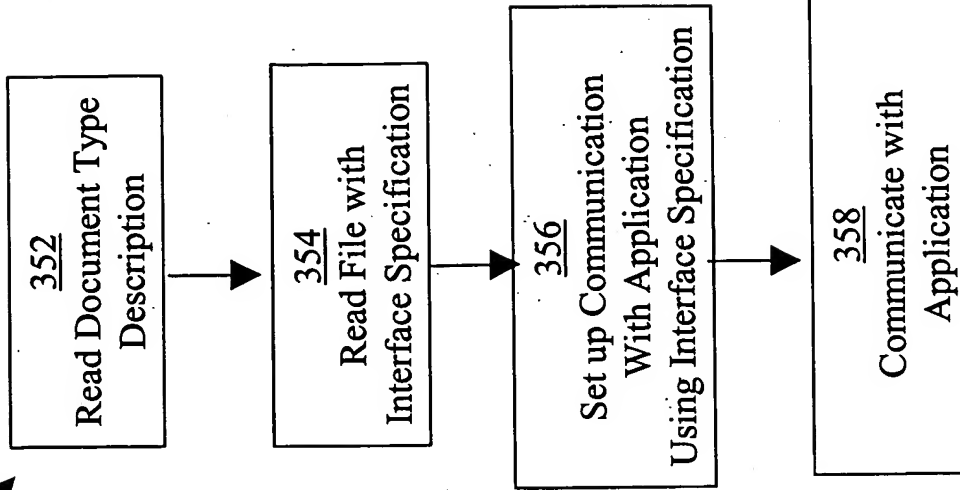 352
Read Document Type
Description
354
Read File with
Interface Specification
356
Set up Communication
With Application
Using Interface Specification
358
Communicate with
Application